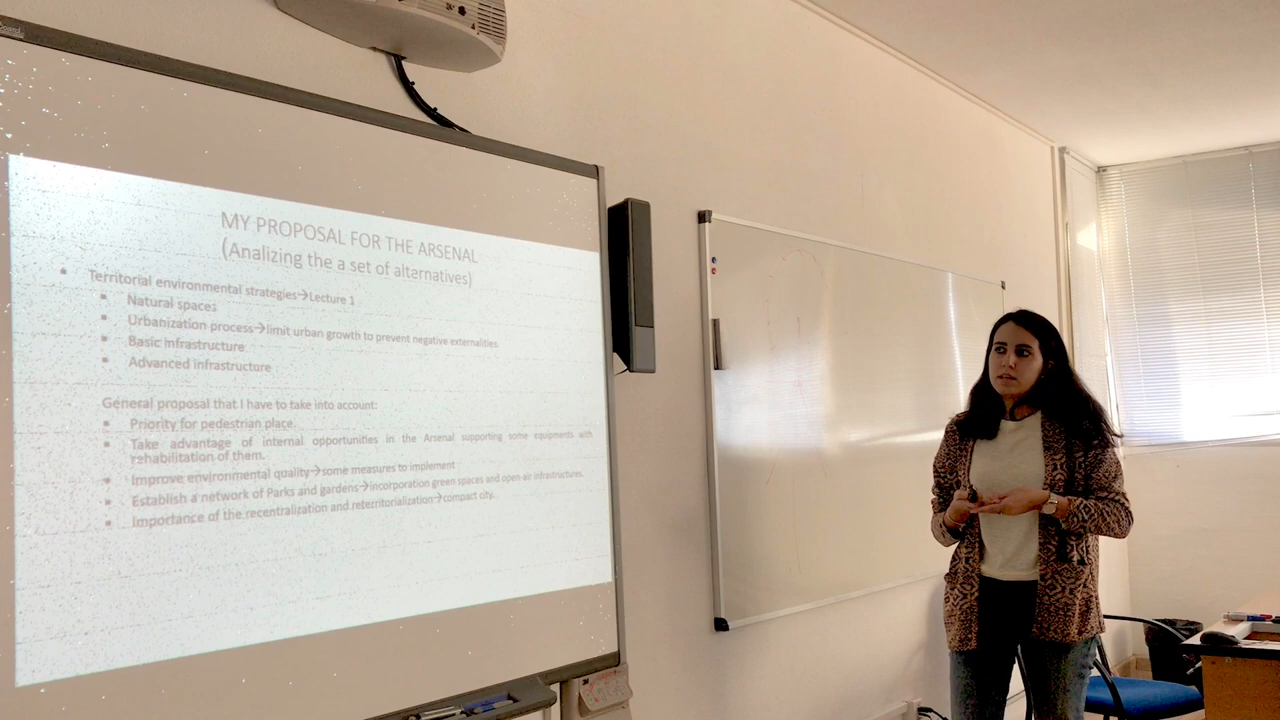 MY PROPOSAL FOR THE ARSENAL
(Analizing the a set of alternatives)
Territorial environmental strategies→Lecture 1
Natural spaces
Urbanization process→limit urban growth to prevent negative externalities.
Basic infrastructure
Advanced infrastructure
General proposal that I have to take into account:
Priority for pedestrian place.
Take advantage of internal opportunities in the Arsenal supporting some equipments with
rehabilitation of them.
Improve environmental quality→some measures to implement
Establish a network of Parks and gardens→incorporation green spaces and open-air infrastructures.
Importance of the recentralization and reterritorialization→compact city.